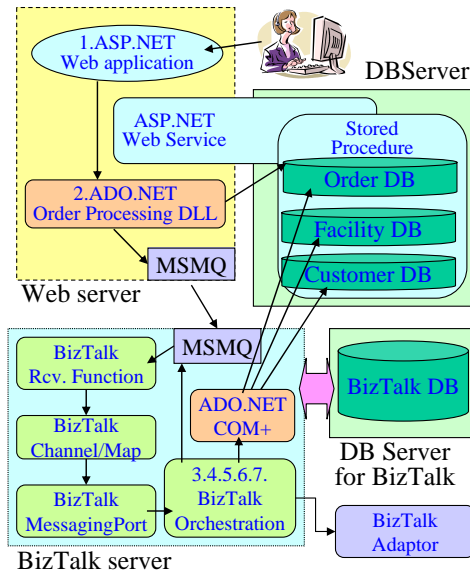 1.ASP.NET
Web application
DBServer
ASP.NET
Web Service
Stored
Procedure
Order DB
2.ADO.NET
Order Processing DLL
Facility DB
MSMQ
Customer DB
Web server
MSMQ
BizTalk
Rcv. Function
BizTalk DB
ADO.NET
COM+
BizTalk
Channel/Map
DB Server
for BizTalk
3.4.5.6.7.
BizTalk
Orchestration
BizTalk
MessagingPort
BizTalk
Adaptor
BizTalk server